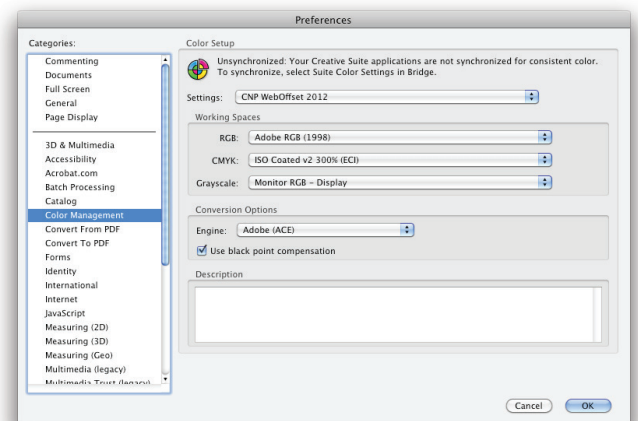 Preferences
Categories:
Commenting
Documents
Full Screen
General
Page Display
3D & Multimedia
Accessibility
Acrobat.com
Batch Processing
Catalog
Color Management
Convert From PDF
Convert To PDF
Forms
Identity
International
Internet
JavaScript
Measuring (2D)
Measuring (3D)
Measuring (Geo)
Multimedia (legacy)
Multimedia Trust (legacy)
Color Setup
Unsynchronized: Your Creative Suite applications are not synchronized for consistent color.
To synchronize, select Suite Color Settings in Bridge.
Settings: CNP WebOffset 2012
Working Spaces
RGB: Adobe RGB (1998)
CMYK: ISO Coated v2 300% (ECI)
Grayscale: Monitor RGB - Display
Conversion Options
Engine: Adobe (ACE)
Use black point compensation
Description
Cancel
OK